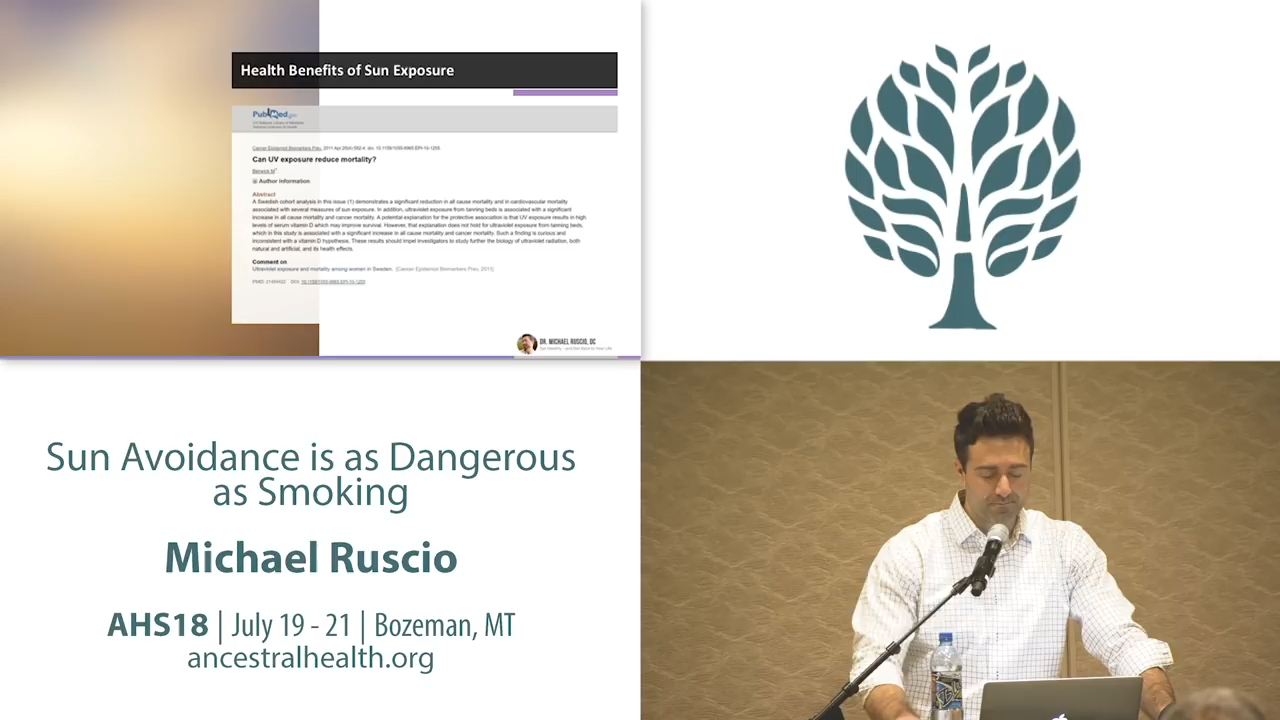 Health Benefits of Sun Exposure
PubMed.gov
Can UV exposure reduce mortality?
Berwick M
Author information
Abstract
A Swedish cohort analysis in this issue (1) demonstrates a significant reduction in all cause mortality and in cardiovascular mortality
associated with several measures of sun exposure. In addition, ultraviolet exposure from tanning beds is associated with a significant
increase in all cause mortality and cancer mortality. A potential explanation for the protective association is that UV exposure results in high
levels of serum vitamin D which may improve survival. However, that explanation does not hold for ultraviolet exposure from tanning beds,
which in this study is associated with a significant increase in all cause mortality and cancer mortality. Such a finding is curious and
inconsistent with a vitamin D hypothesis. These results should impel investigators to study further the biology of ultraviolet radiation, both
natural and artificial, and its health effects.
Comment on
Ultraviolet exposure and mortality among women in Sweden. [Cancer Epidemiol Biomarkers Prev. 2011]
DR. MICHAEL RUSCIO, DC
Sun Avoidance is as Dangerous
as Smoking
Michael Ruscio
AHS18 | July 19 - 21 | Bozeman, MT
ancestralhealth.org